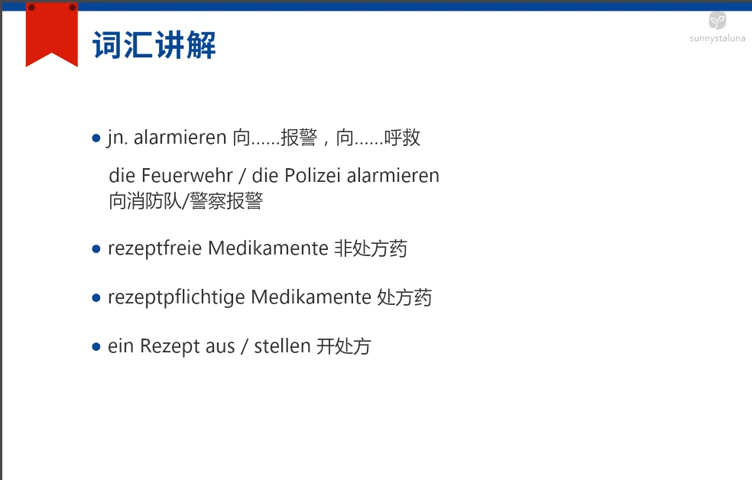 sunnystaluna
词汇讲解
jn. alarmieren 向......报警，向......呼救
die Feuerwehr / die Polizei alarmieren
向消防队/警察报警
rezeptfreie Medikamente 非处方药
rezeptpflichtige Medikamente 处方药
ein Rezept aus / stellen 开处方